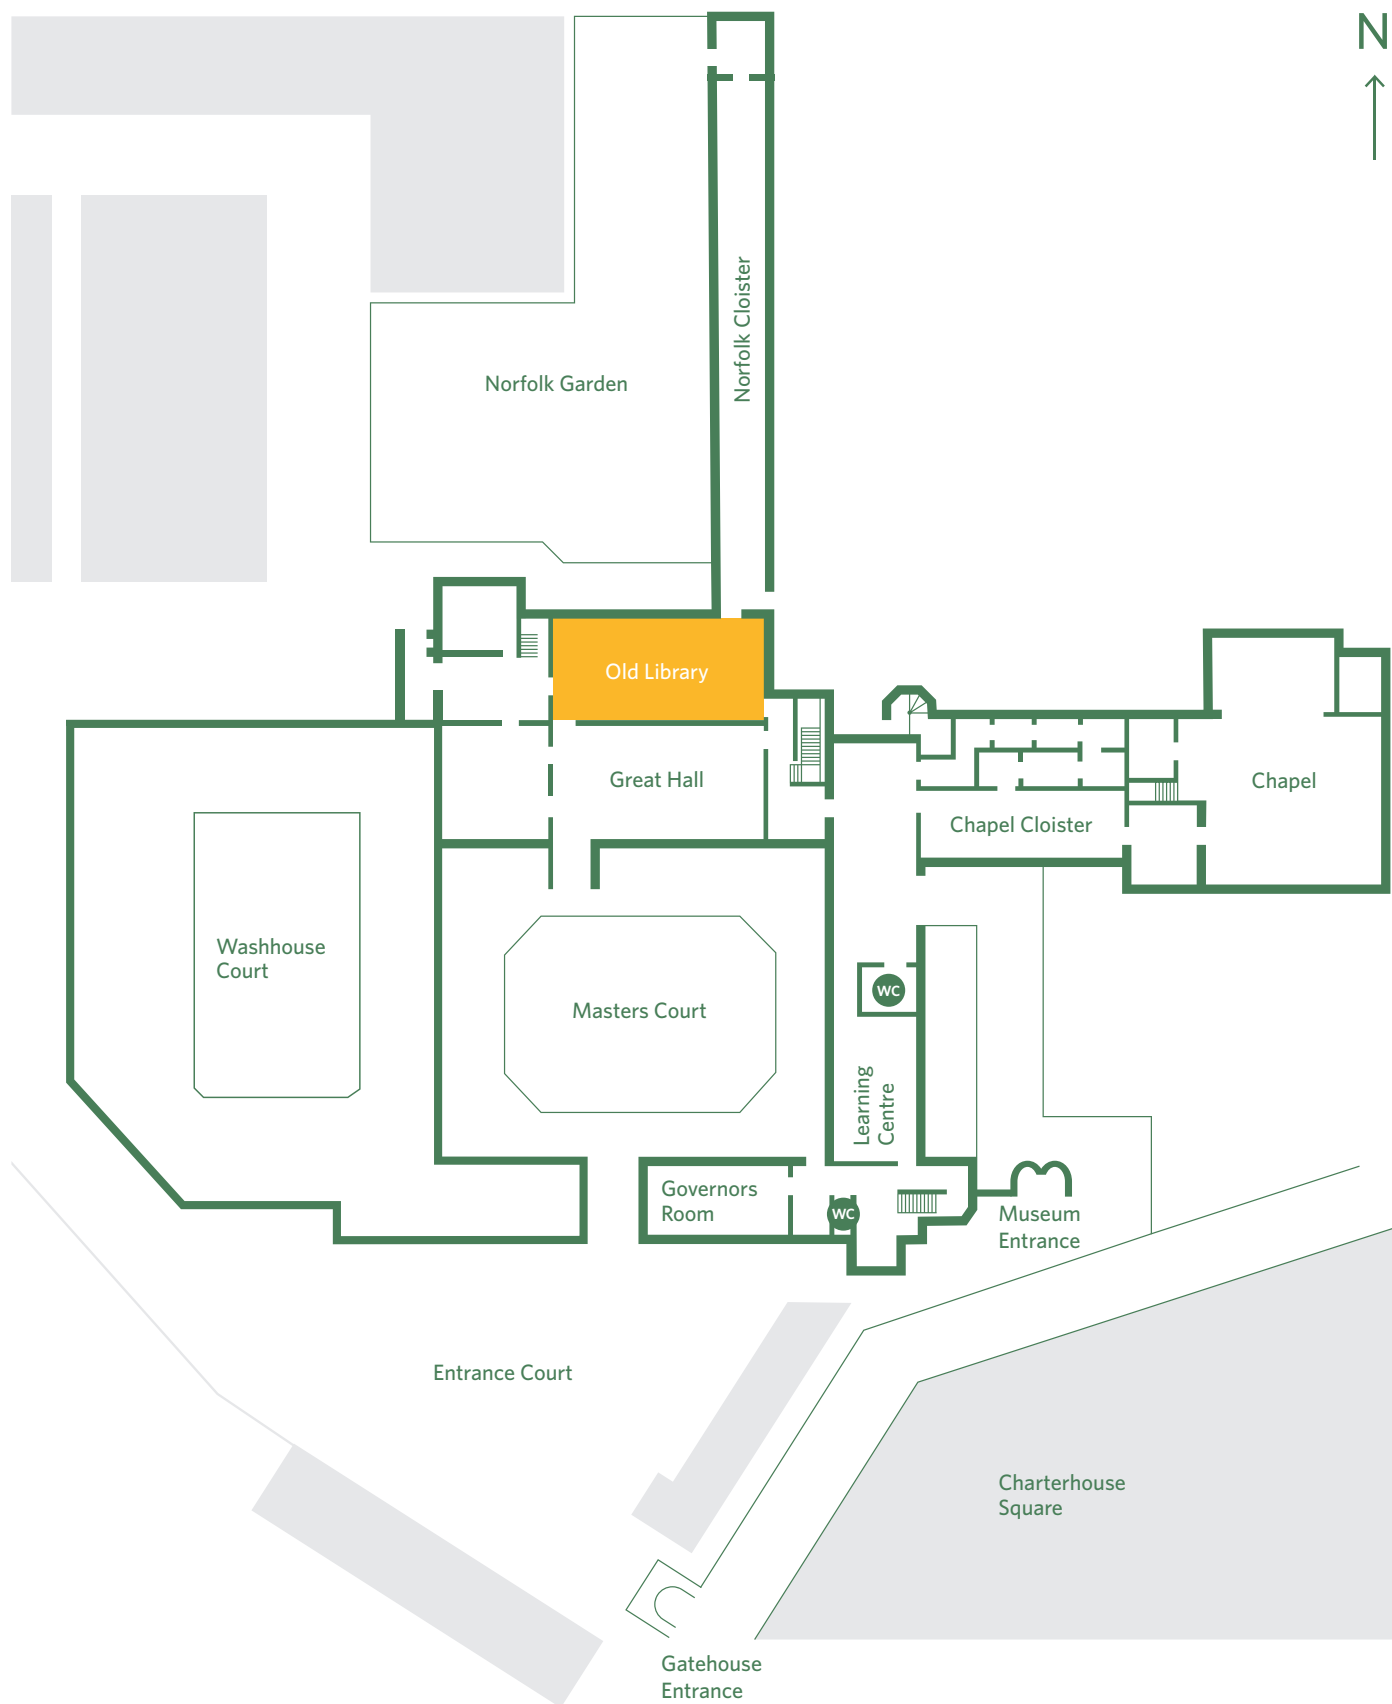 N
Norfolk Cloister
Norfolk Garden
Old Library
Great Hall
Chapel
Chapel Cloister
Washhouse
Court
Masters Court
WC
Learning
Centre
Governors
Room
WC
Museum
Entrance
Entrance Court
Charterhouse
Square
Gatehouse
Entrance